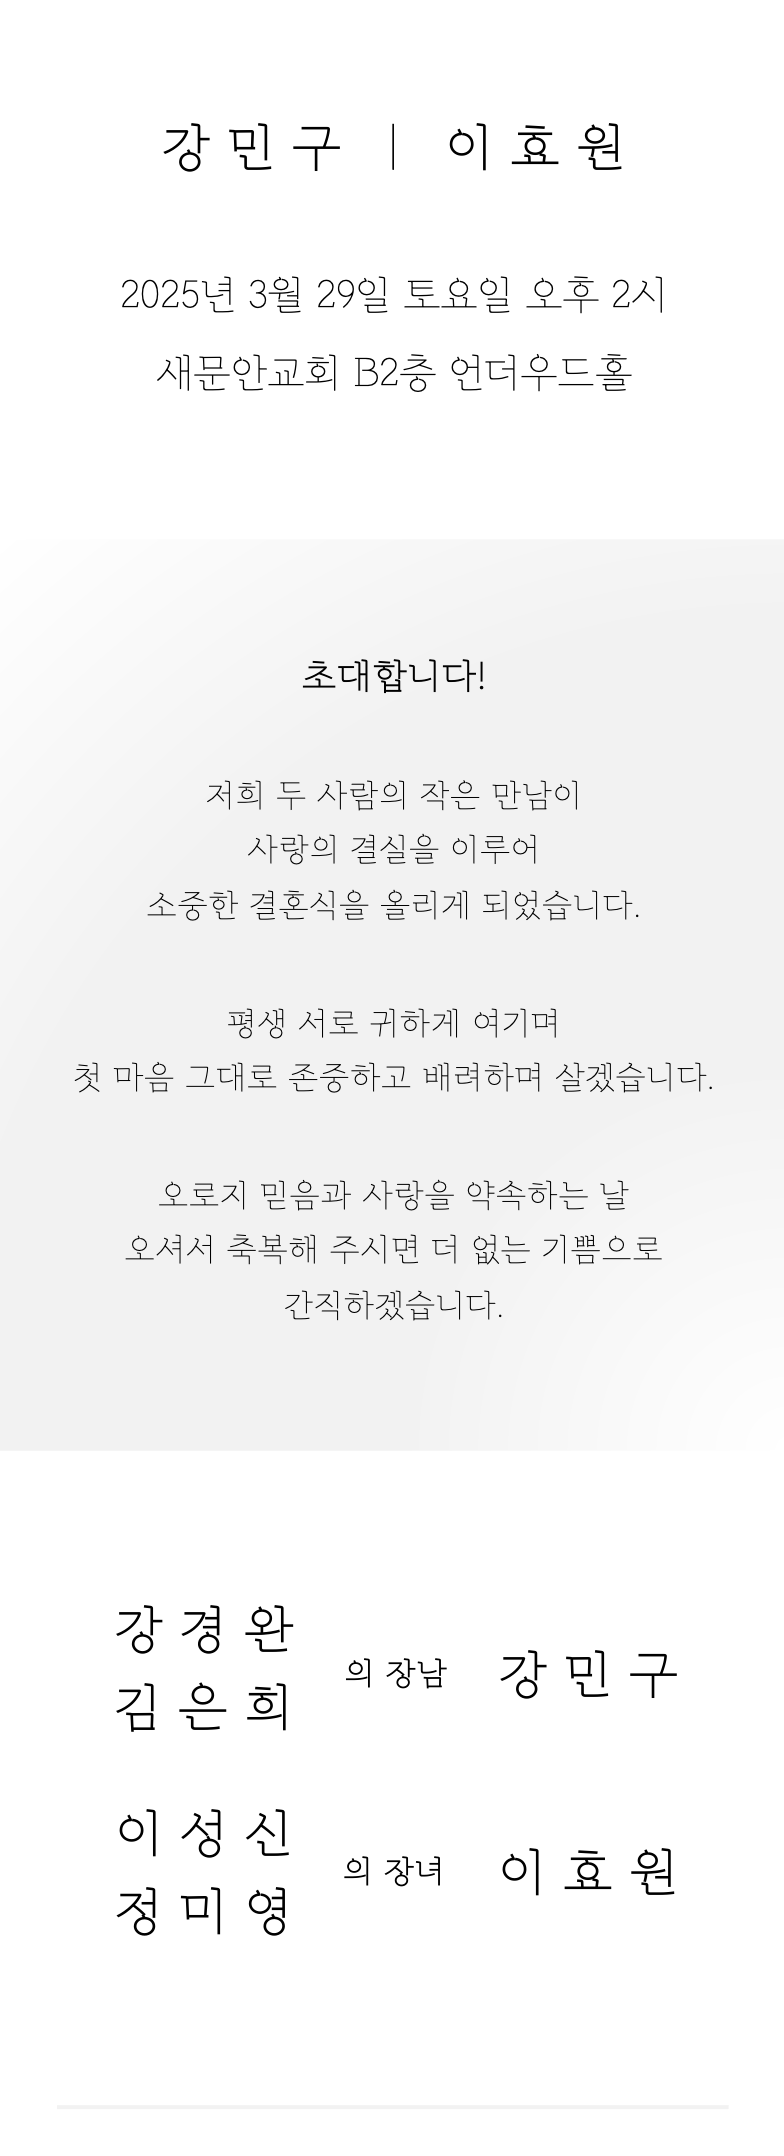 강민구 | 이효원
2025년 3월 29일 토요일 오후 2시
새문안교회 B2층 언더우드홀
초대합니다!
저희 두 사람의 작은 만남이
사랑의 결실을 이루어
소중한 결혼식을 올리게 되었습니다.
평생 서로 귀하게 여기며
첫 마음 그대로 존중하고 배려하며 살겠습니다.
오로지 믿음과 사랑을 약속하는 날
오셔서 축복해 주시면 더 없는 기쁨으로
간직하겠습니다.
강경완
김은희
의 장남 강민구
이성신
정미영
의 장녀 이효원